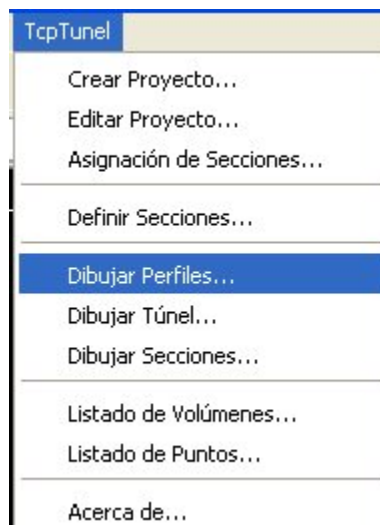 TcpTunel
Crear Proyecto...
Editar Proyecto...
Asignación de Secciones...
Definir Secciones...
Dibujar Perfiles...
Dibujar Túnel...
Dibujar Secciones...
Listado de Volúmenes...
Listado de Puntos...
Acerca de...